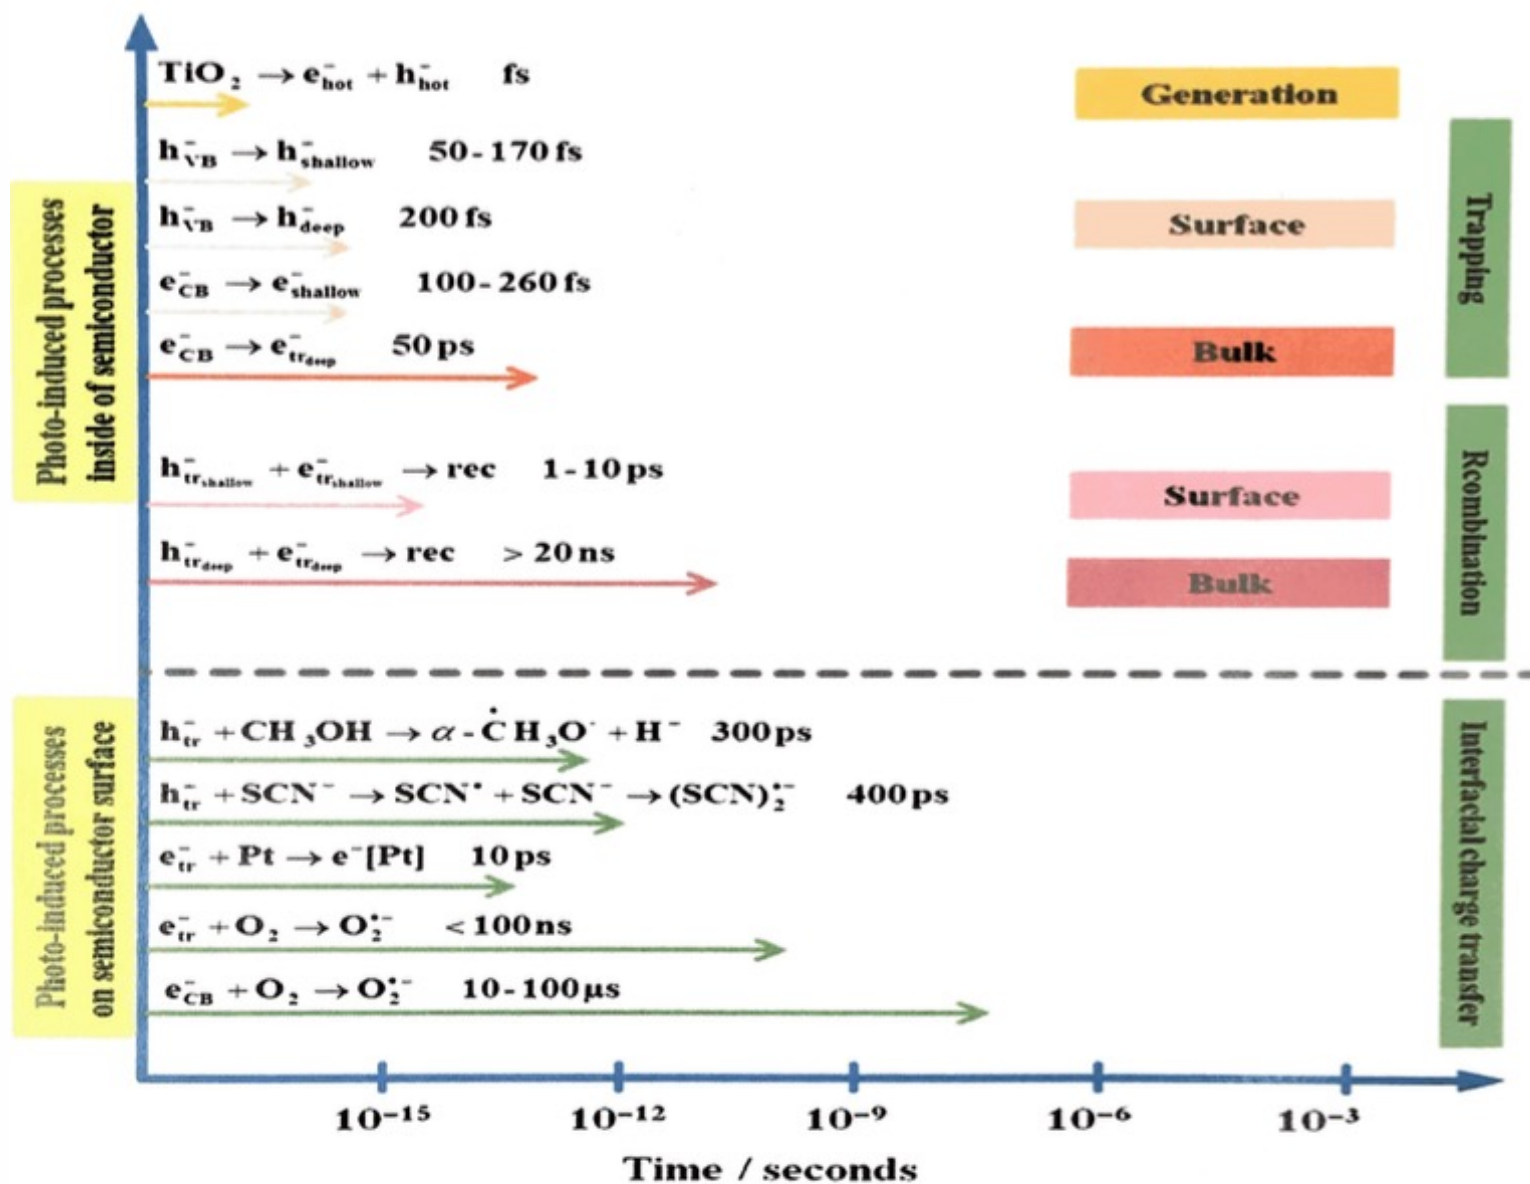 TiO₂ → e⁻hot + h⁻hot fs
h⁻VB → h⁻shallow 50-170 fs
h⁻VB → h⁻deep 200 fs
e⁻CB → e⁻shallow 100-260 fs
e⁻CB → e⁻trdeep 50 ps
h⁻trshallow + e⁻trshallow → rec 1-10 ps
h⁻trdeep + e⁻trdeep → rec > 20 ns
h⁻tr + CH₃OH → α-ĊH₃O· + H⁻ 300 ps
h⁻tr + SCN⁻ → SCN• + SCN⁻ → (SCN)₂•⁻ 400 ps
e⁻tr + Pt → e⁻[Pt] 10 ps
e⁻tr + O₂ → O₂•⁻ < 100 ns
e⁻CB + O₂ → O₂•⁻ 10-100 μs
Photo-induced processes
inside of semiconductor
Photo-induced processes
on semiconductor surface
Generation
Surface
Bulk
Surface
Bulk
Trapping
Rcombination
Interfacial charge transfer
10⁻¹⁵ 10⁻¹² 10⁻⁹ 10⁻⁶ 10⁻³
Time / seconds